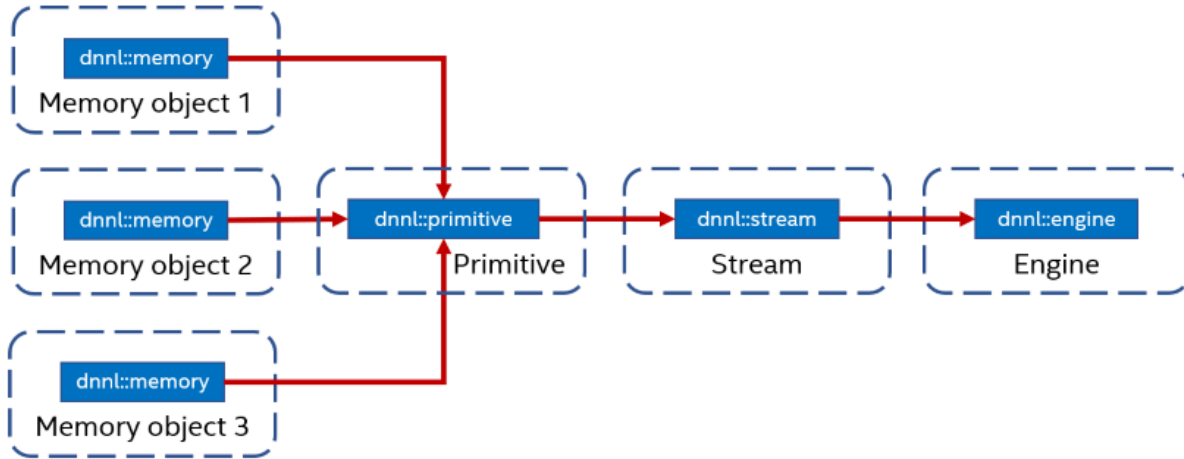 dnnl::memory
Memory object 1
dnnl::memory
Memory object 2
dnnl::primitive
Primitive
dnnl::stream
Stream
dnnl::engine
Engine
dnnl::memory
Memory object 3